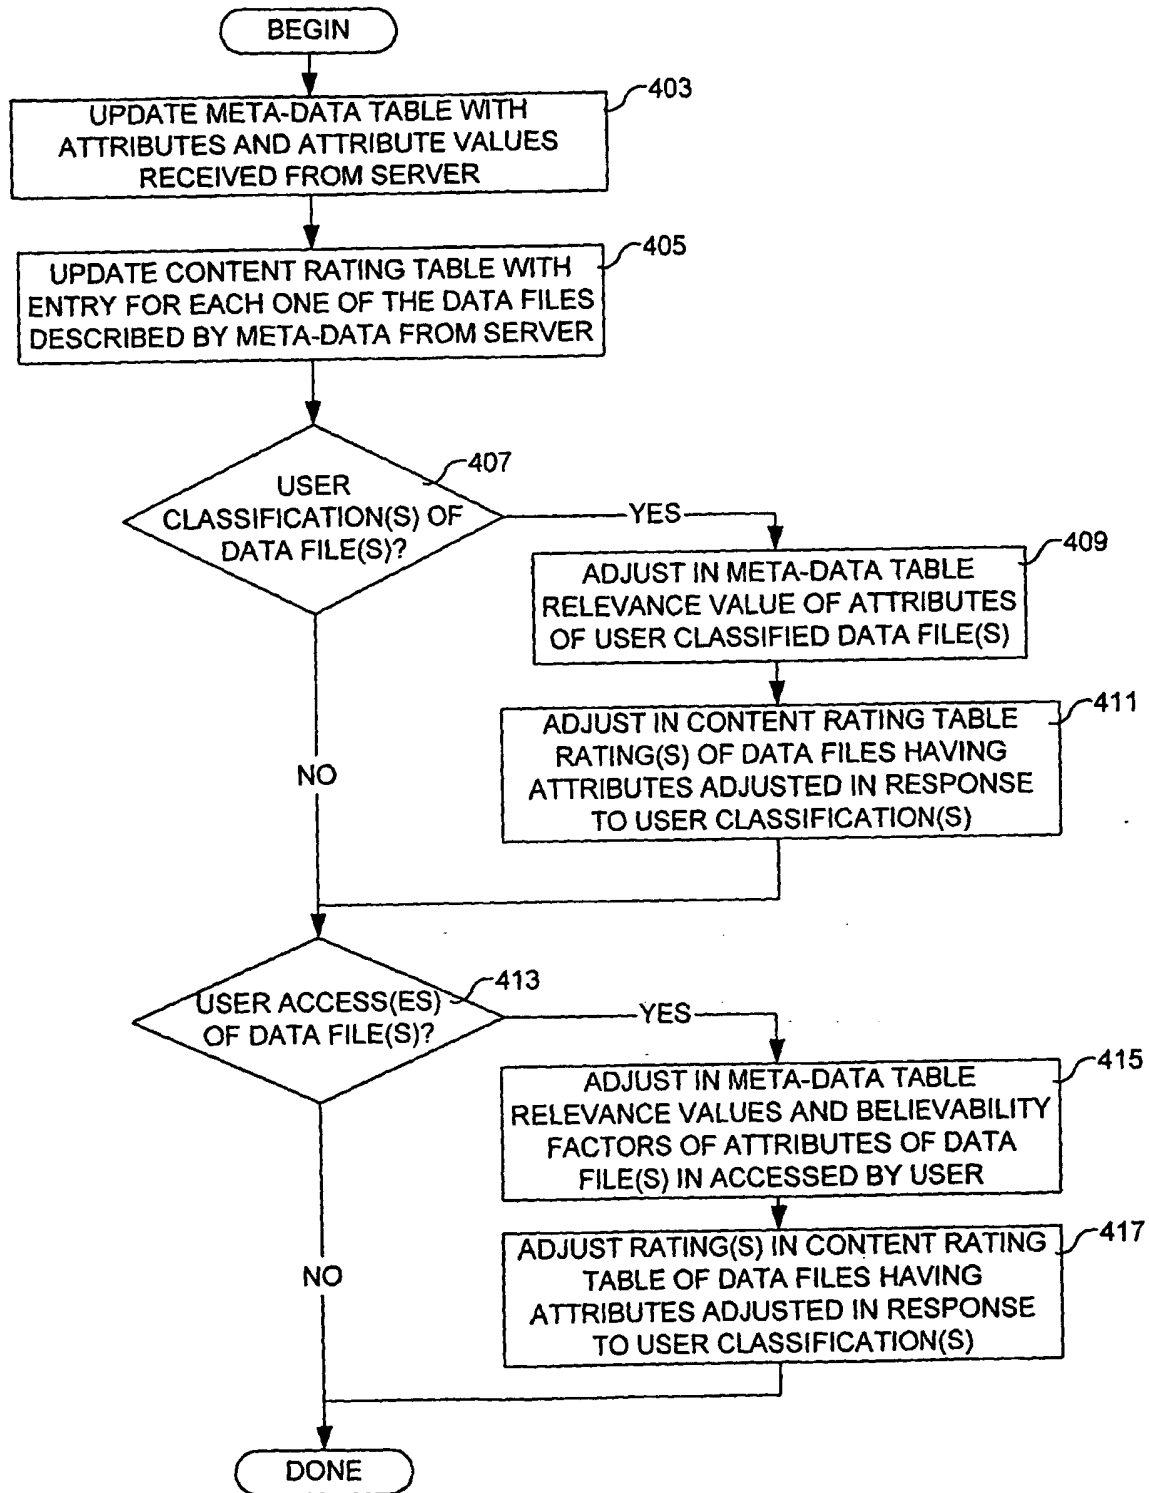 BEGIN
403
UPDATE META-DATA TABLE WITH
ATTRIBUTES AND ATTRIBUTE VALUES
RECEIVED FROM SERVER
405
UPDATE CONTENT RATING TABLE WITH
ENTRY FOR EACH ONE OF THE DATA FILES
DESCRIBED BY META-DATA FROM SERVER
407
USER
CLASSIFICATION(S) OF
DATA FILE(S)?
YES
409
ADJUST IN META-DATA TABLE
RELEVANCE VALUE OF ATTRIBUTES
OF USER CLASSIFIED DATA FILE(S)
411
ADJUST IN CONTENT RATING TABLE
RATING(S) OF DATA FILES HAVING
ATTRIBUTES ADJUSTED IN RESPONSE
TO USER CLASSIFICATION(S)
NO
413
USER ACCESS(ES)
OF DATA FILE(S)?
YES
415
ADJUST IN META-DATA TABLE
RELEVANCE VALUES AND BELIEVABILITY
FACTORS OF ATTRIBUTES OF DATA
FILE(S) IN ACCESSED BY USER
417
ADJUST RATING(S) IN CONTENT RATING
TABLE OF DATA FILES HAVING
ATTRIBUTES ADJUSTED IN RESPONSE
TO USER CLASSIFICATION(S)
NO
DONE